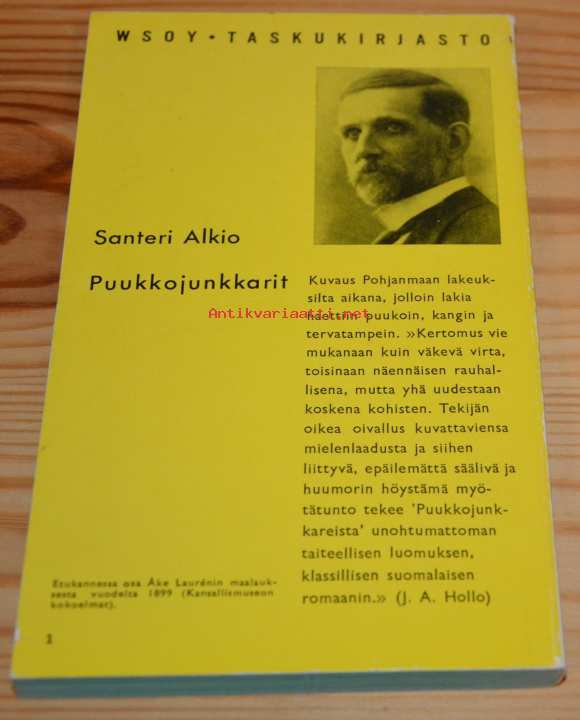 WSOY • TASKUKIRJASTO
Santeri Alkio
Puukkojunkkarit
Kuvaus Pohjanmaan lakeuk-
silta aikana, jolloin lakia
haettiin puukoin, kangin ja
tervatampein. »Kertomus vie
mukanaan kuin väkevä virta,
toisinaan näennäisen rauhal-
lisena, mutta yhä uudestaan
koskena kohisten. Tekijän
oikea oivallus kuvattaviensa
mielenlaadusta ja siihen
liittyvä, epäilemättä säälivä ja
huumorin höystämä myö-
tätunto tekee 'Puukkojunk-
kareista' unohtumattoman
taiteellisen luomuksen,
klassillisen suomalaisen
romaanin.» (J. A. Hollo)
Antikvariaatti.net
Etukannessa osa Åke Laurénin maalauk-
sesta vuodelta 1899 (Kansallismuseon
kokoelmat).
1